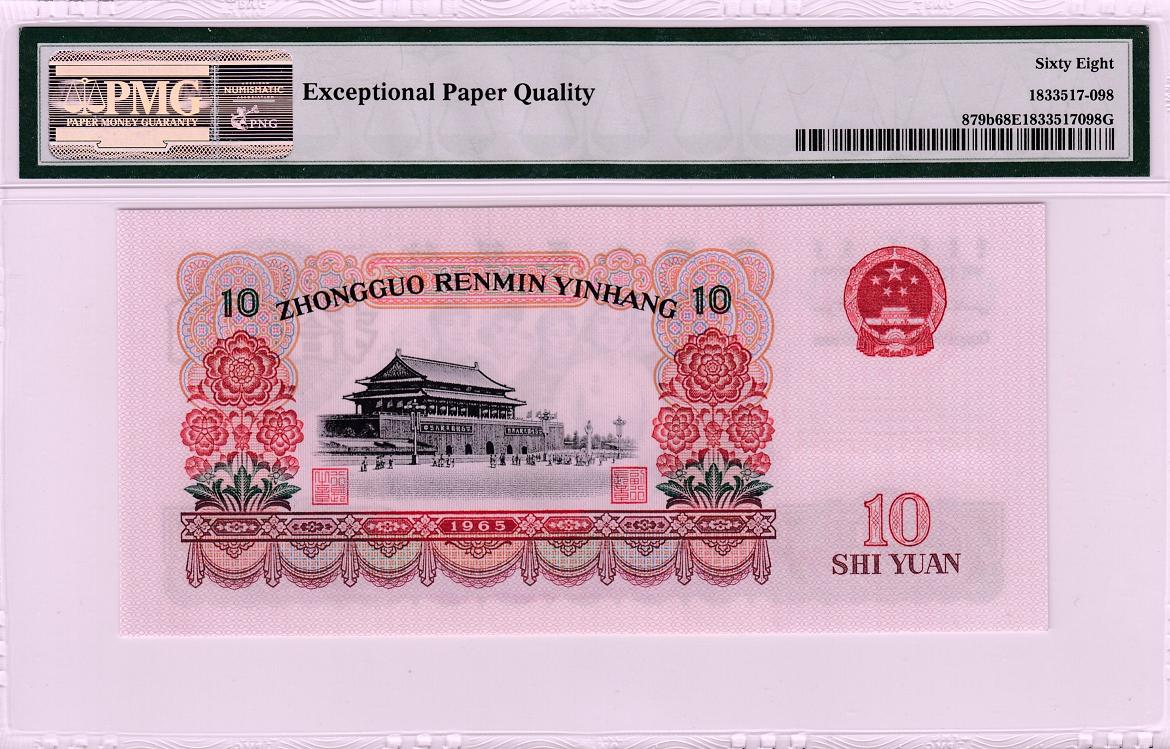 PMG
PAPER MONEY GUARANTY
NUMISMATIC
PNG
Exceptional Paper Quality
Sixty Eight
1833517-098
879b68E1833517098G
10 ZHONGGUO RENMIN YINHANG 10
1965
10
SHI YUAN